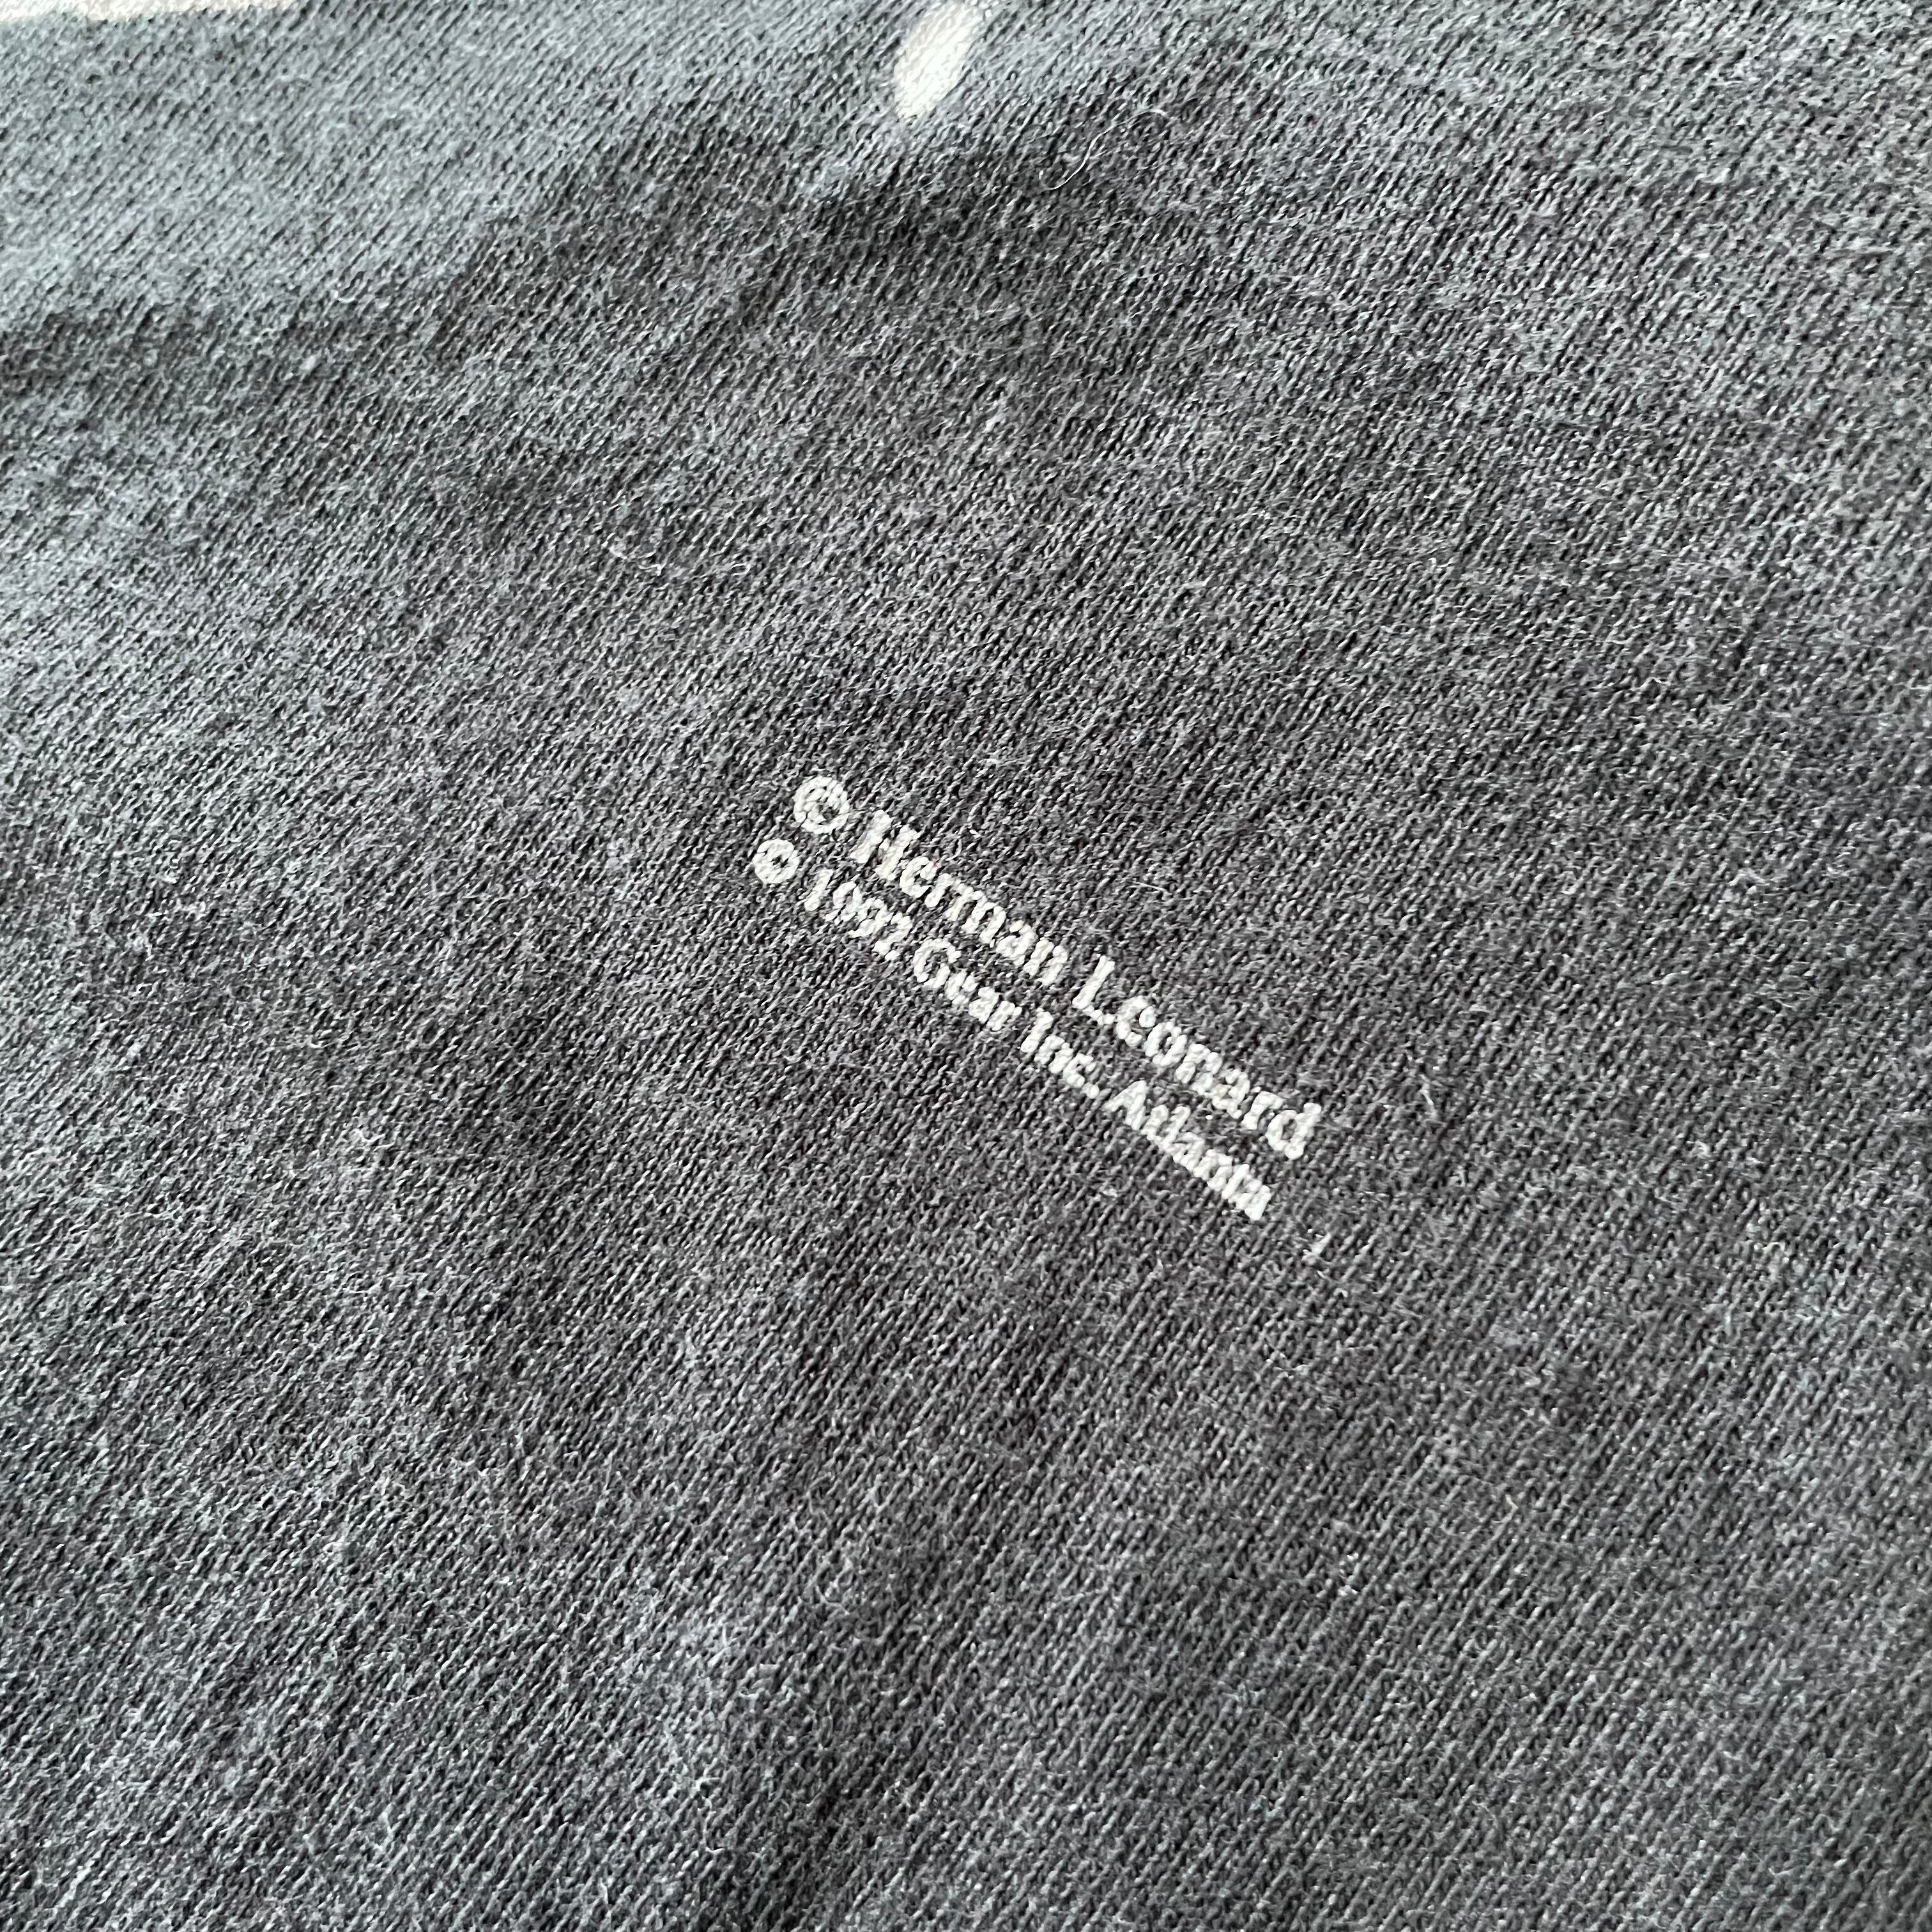 © Herman Leonard
© 1992 Gear Inc. Atlanta